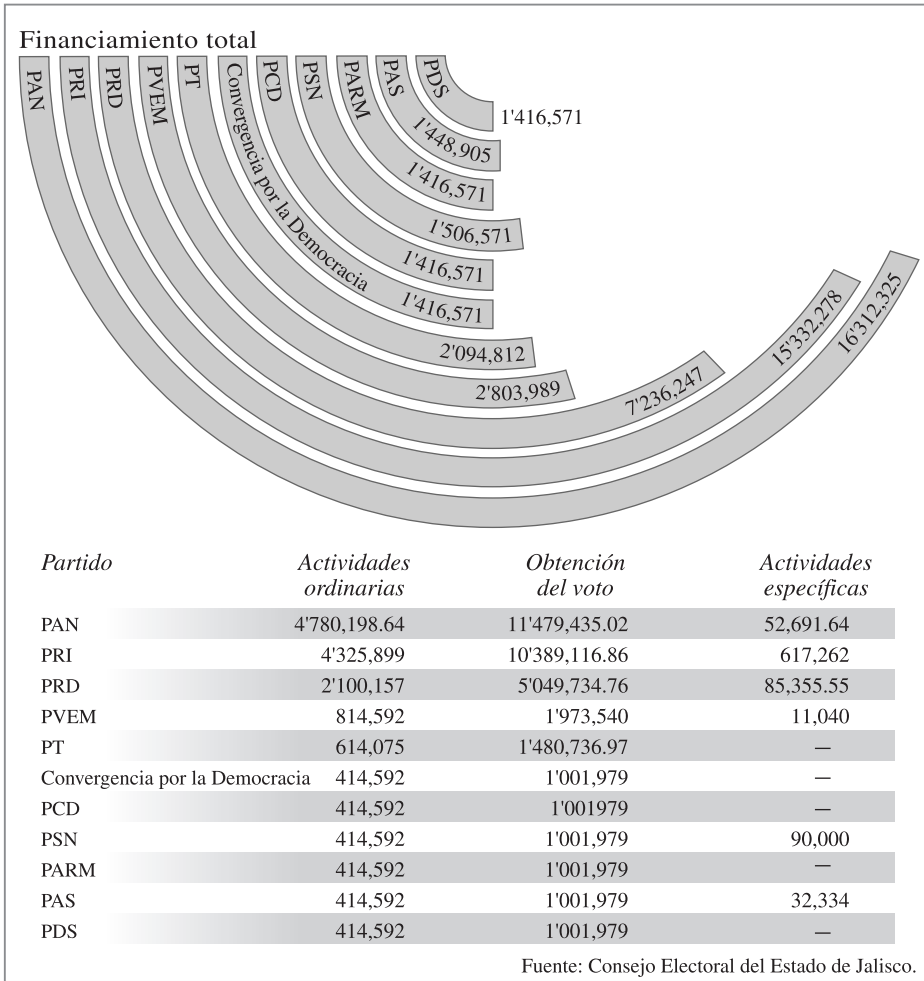 Financiamiento total
PAN
PRI
PRD
PVEM
PT
Convergencia por la Democracia
PCD
PSN
PARM
PAS
PDS
1'416,571
1'448,905
1'416,571
1'506,571
1'416,571
1'416,571
2'094,812
2'803,989
7'236,247
15'332,278
16'312,325
Partido Actividades ordinarias Obtención del voto Actividades específicas
PAN 4'780,198.64 11'479,435.02 52,691.64
PRI 4'325,899 10'389,116.86 617,262
PRD 2'100,157 5'049,734.76 85,355.55
PVEM 814,592 1'973,540 11,040
PT 614,075 1'480,736.97 —
Convergencia por la Democracia 414,592 1'001,979 —
PCD 414,592 1'001979 —
PSN 414,592 1'001,979 90,000
PARM 414,592 1'001,979 —
PAS 414,592 1'001,979 32,334
PDS 414,592 1'001,979 —
Fuente: Consejo Electoral del Estado de Jalisco.